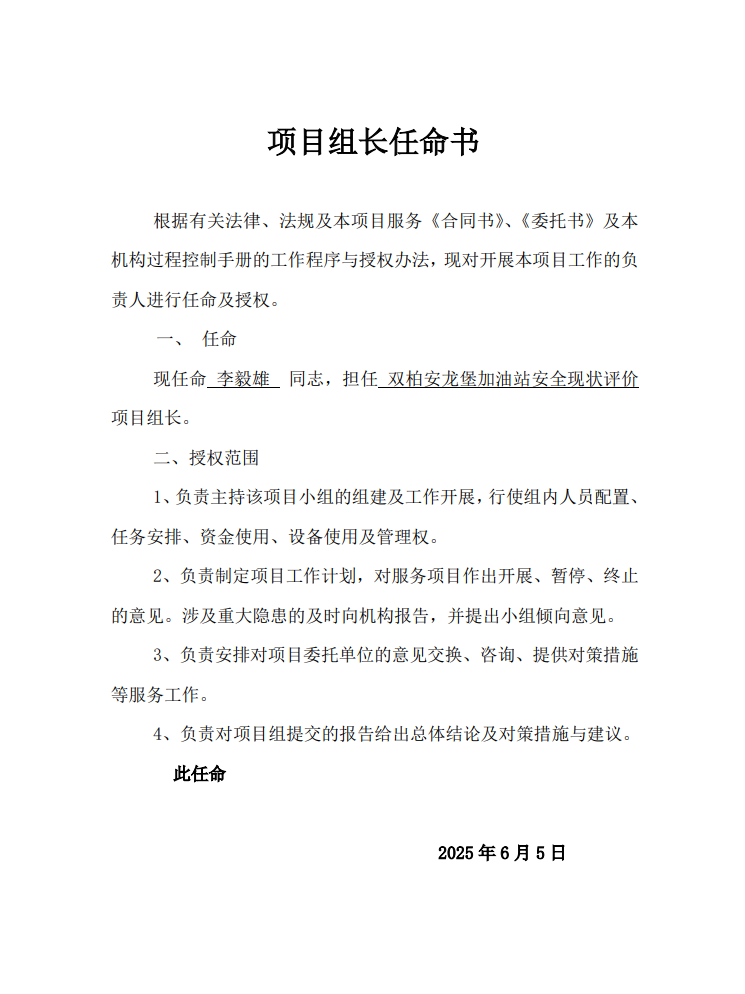 项目组长任命书
根据有关法律、法规及本项目服务《合同书》、《委托书》及本
机构过程控制手册的工作程序与授权办法，现对开展本项目工作的负
责人进行任命及授权。
一、 任命
现任命 李毅雄 同志，担任 双柏安龙堡加油站安全现状评价
项目组长。
二、授权范围
1、负责主持该项目小组的组建及工作开展，行使组内人员配置、
任务安排、资金使用、设备使用及管理权。
2、负责制定项目工作计划，对服务项目作出开展、暂停、终止
的意见。涉及重大隐患的及时向机构报告，并提出小组倾向意见。
3、负责安排对项目委托单位的意见交换、咨询、提供对策措施
等服务工作。
4、负责对项目组提交的报告给出总体结论及对策措施与建议。
此任命
2025 年 6 月 5 日